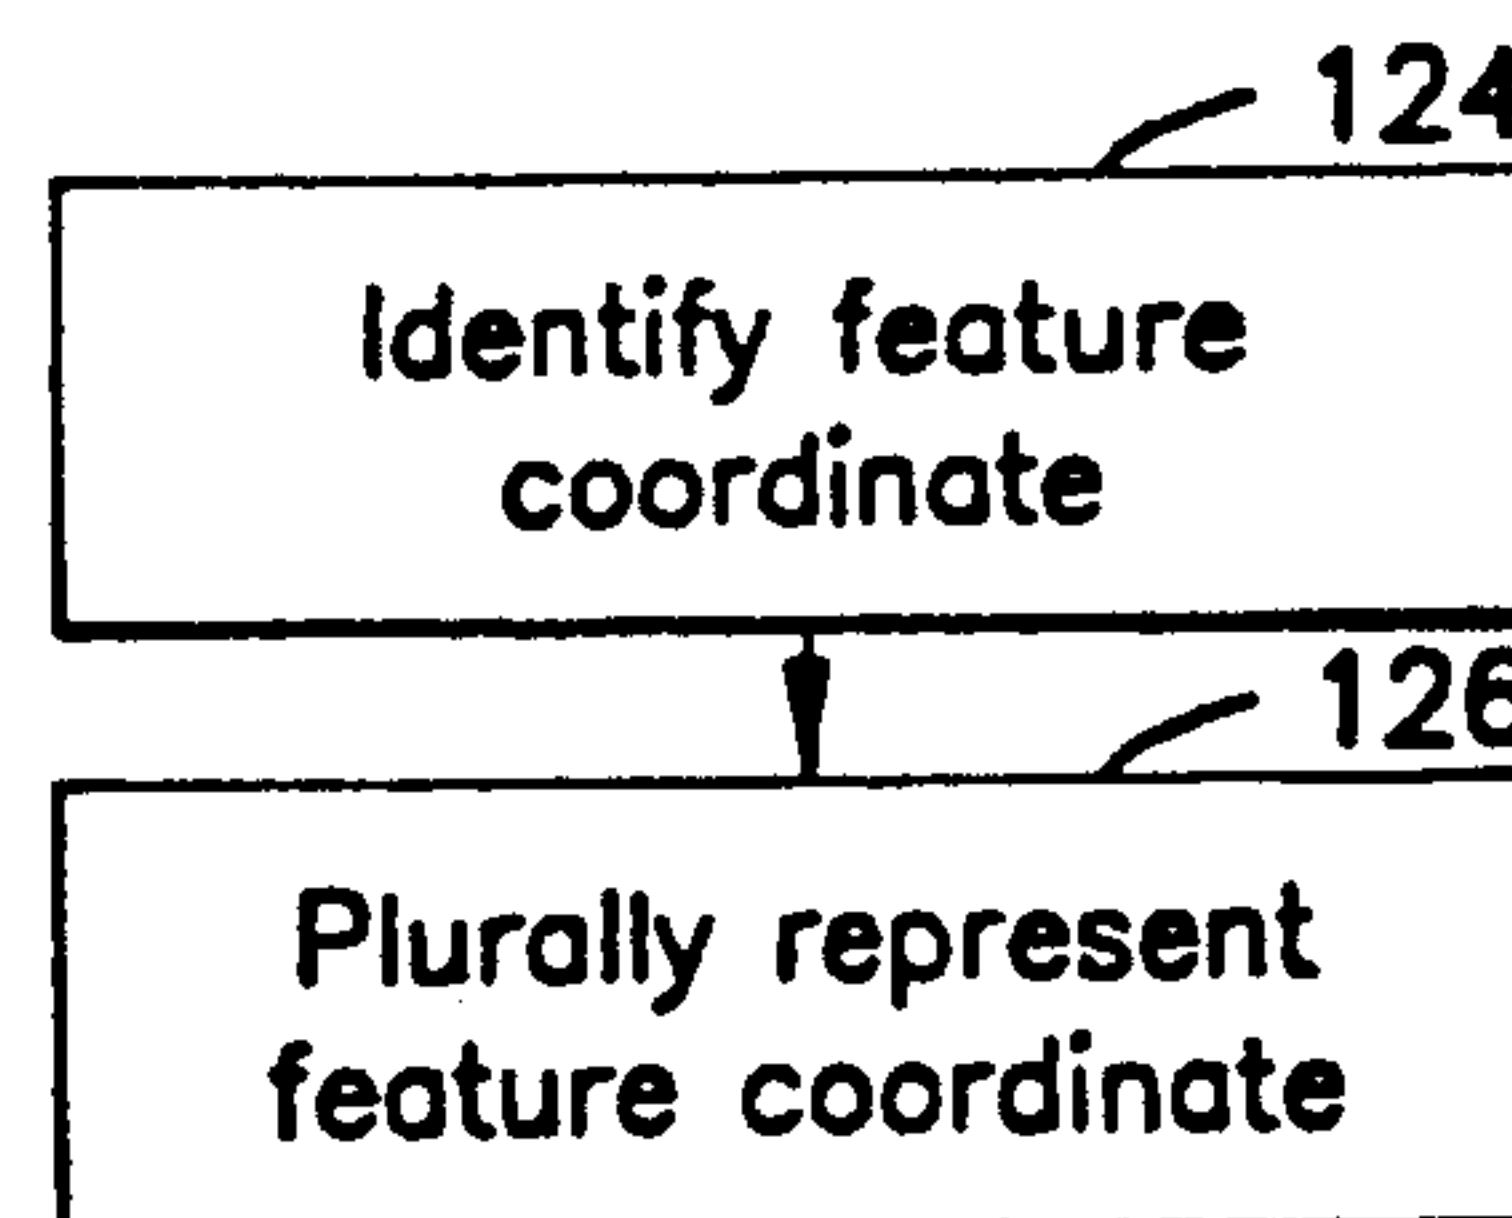 124
Identify feature
coordinate
126
Plurally represent
feature coordinate